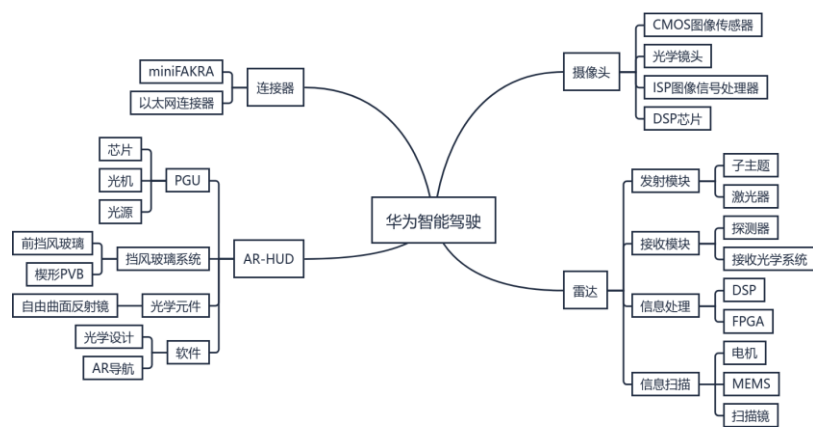 华为智能驾驶
连接器
miniFAKRA
以太网连接器
AR-HUD
PGU
芯片
光机
光源
挡风玻璃系统
前挡风玻璃
楔形PVB
光学元件
自由曲面反射镜
软件
光学设计
AR导航
摄像头
CMOS图像传感器
光学镜头
ISP图像信号处理器
DSP芯片
雷达
发射模块
子主题
激光器
接收模块
探测器
接收光学系统
信息处理
DSP
FPGA
信息扫描
电机
MEMS
扫描镜